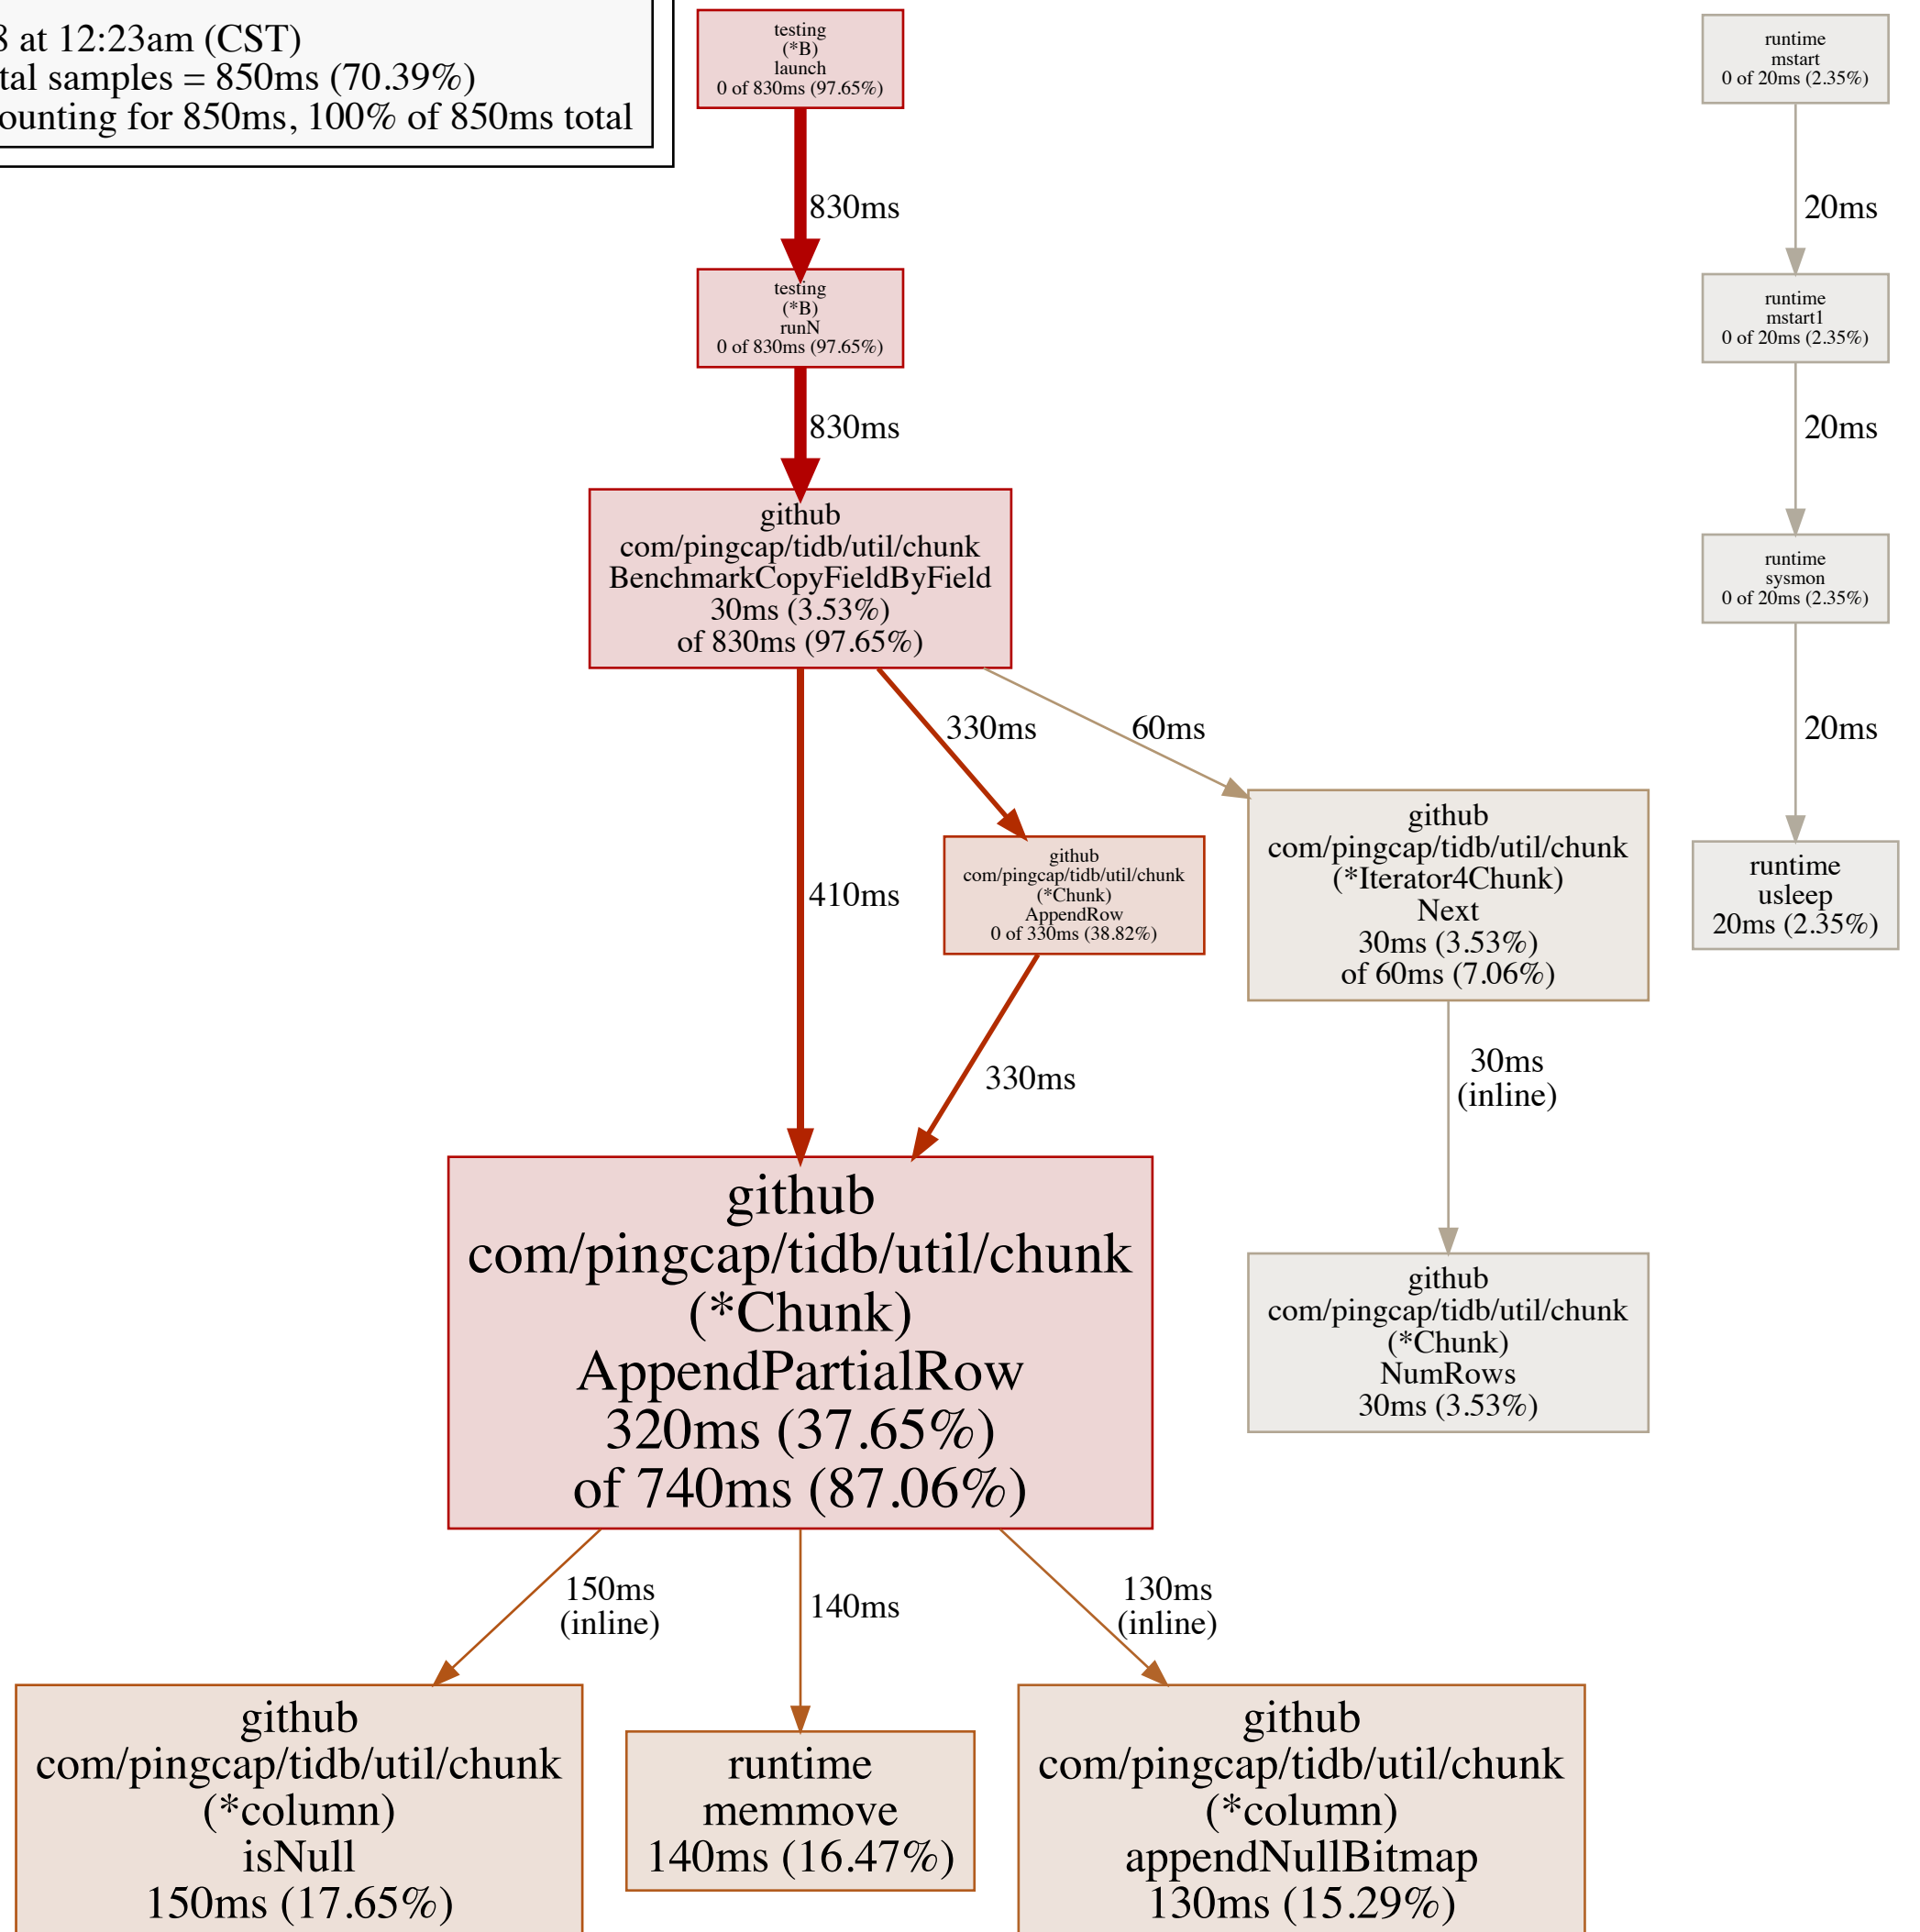 8 at 12:23am (CST)
tal samples = 850ms (70.39%)
ounting for 850ms, 100% of 850ms total
testing
(*B)
launch
0 of 830ms (97.65%)
runtime
mstart
0 of 20ms (2.35%)
830ms
20ms
testing
(*B)
runN
0 of 830ms (97.65%)
runtime
mstart1
0 of 20ms (2.35%)
830ms
20ms
github
com/pingcap/tidb/util/chunk
BenchmarkCopyFieldByField
30ms (3.53%)
of 830ms (97.65%)
runtime
sysmon
0 of 20ms (2.35%)
330ms
60ms
20ms
410ms
github
com/pingcap/tidb/util/chunk
(*Chunk)
AppendRow
0 of 330ms (38.82%)
github
com/pingcap/tidb/util/chunk
(*Iterator4Chunk)
Next
30ms (3.53%)
of 60ms (7.06%)
runtime
usleep
20ms (2.35%)
330ms
30ms
(inline)
github
com/pingcap/tidb/util/chunk
(*Chunk)
AppendPartialRow
320ms (37.65%)
of 740ms (87.06%)
github
com/pingcap/tidb/util/chunk
(*Chunk)
NumRows
30ms (3.53%)
150ms
(inline)
140ms
130ms
(inline)
github
com/pingcap/tidb/util/chunk
(*column)
isNull
150ms (17.65%)
runtime
memmove
140ms (16.47%)
github
com/pingcap/tidb/util/chunk
(*column)
appendNullBitmap
130ms (15.29%)